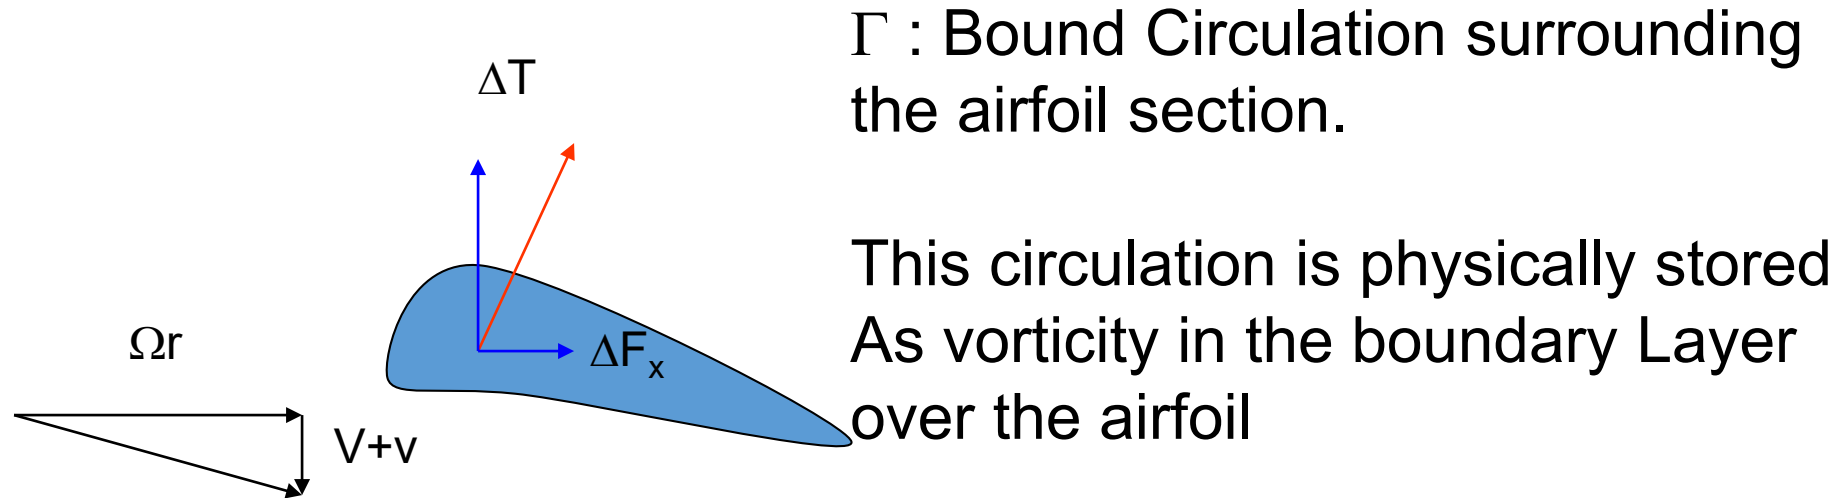 ΔT
ΔFₓ
Ωr
V+v
Γ : Bound Circulation surrounding
the airfoil section.
This circulation is physically stored
As vorticity in the boundary Layer
over the airfoil